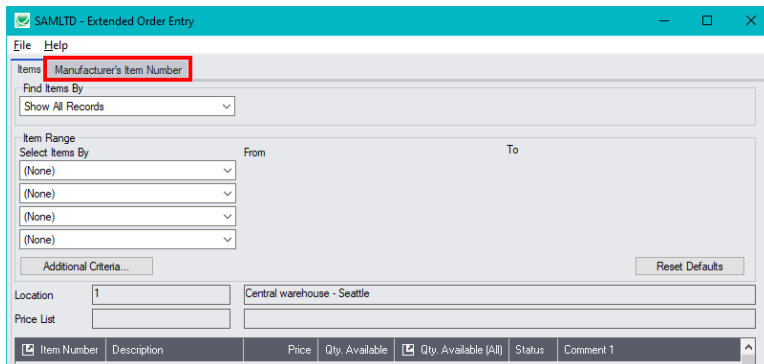 SAMLTD - Extended Order Entry
File Help
Items Manufacturer's Item Number
Find Items By
Show All Records
Item Range
Select Items By From To
(None)
(None)
(None)
(None)
Additional Criteria... Reset Defaults
Location 1 Central warehouse - Seattle
Price List
Item Number Description Price Qty. Available Qty. Available (All) Status Comment 1